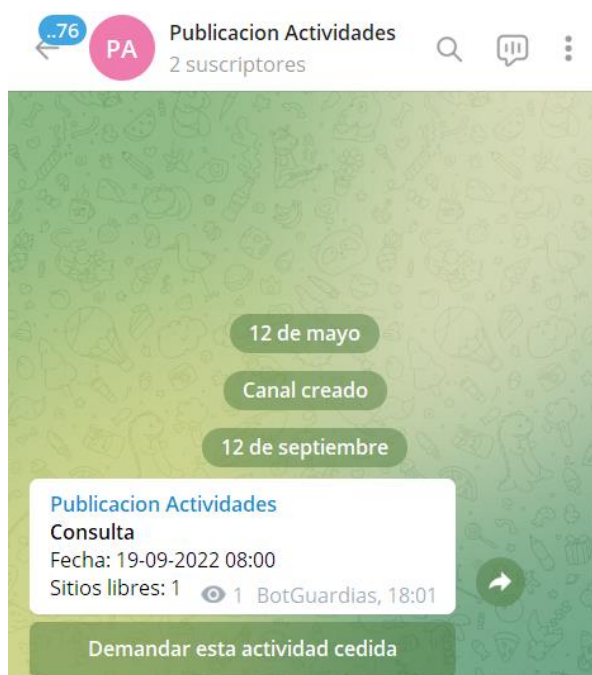 ..76
PA
Publicacion Actividades
2 suscriptores
12 de mayo
Canal creado
12 de septiembre
Publicacion Actividades
Consulta
Fecha: 19-09-2022 08:00
Sitios libres: 1 1 BotGuardias, 18:01
Demandar esta actividad cedida